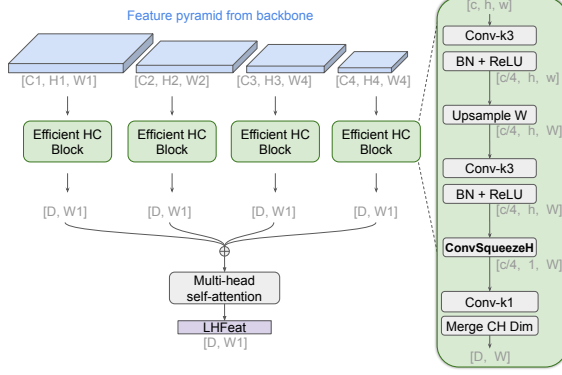 Feature pyramid from backbone
[C1, H1, W1]
[C2, H2, W2]
[C3, H3, W4]
[C4, H4, W4]
Efficient HC
Block
Efficient HC
Block
Efficient HC
Block
Efficient HC
Block
[D, W1]
[D, W1]
[D, W1]
[D, W1]
Multi-head
self-attention
LHFeat
[D, W1]
[c, h, w]
Conv-k3
BN + ReLU
[c/4, h, w]
Upsample W
[c/4, h, W]
Conv-k3
BN + ReLU
[c/4, h, W]
ConvSqueezeH
[c/4, 1, W]
Conv-k1
Merge CH Dim
[D, W]